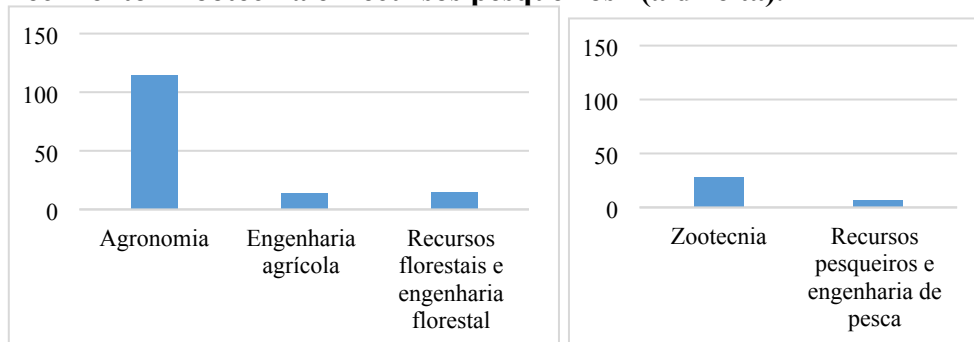 150
100
50
0
Agronomia
Engenharia
agrícola
Recursos
florestais e
engenharia
florestal
150
100
50
0
Zootecnia
Recursos
pesqueiros e
engenharia de
pesca